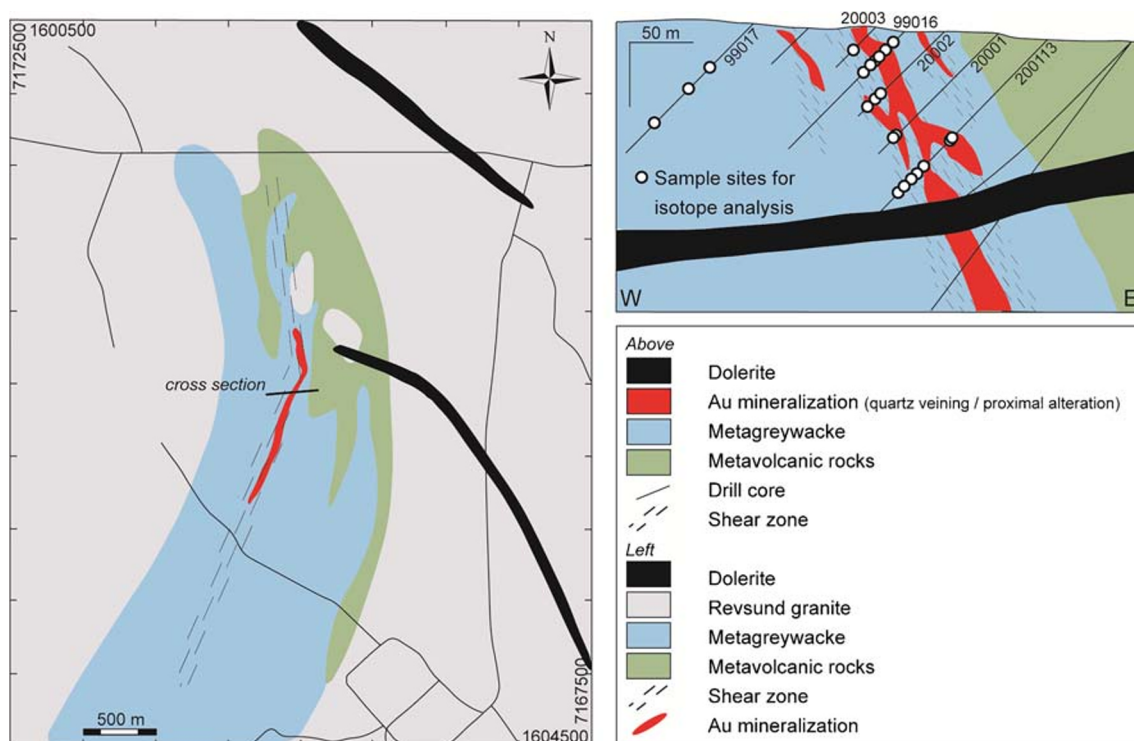 1600500
7172500
N
cross section
500 m
7167500
1604500
20003
99016
50 m
99017
20002
20001
200113
Sample sites for
isotope analysis
W
E
Above
Dolerite
Au mineralization (quartz veining / proximal alteration)
Metagreywacke
Metavolcanic rocks
Drill core
Shear zone
Left
Dolerite
Revsund granite
Metagreywacke
Metavolcanic rocks
Shear zone
Au mineralization